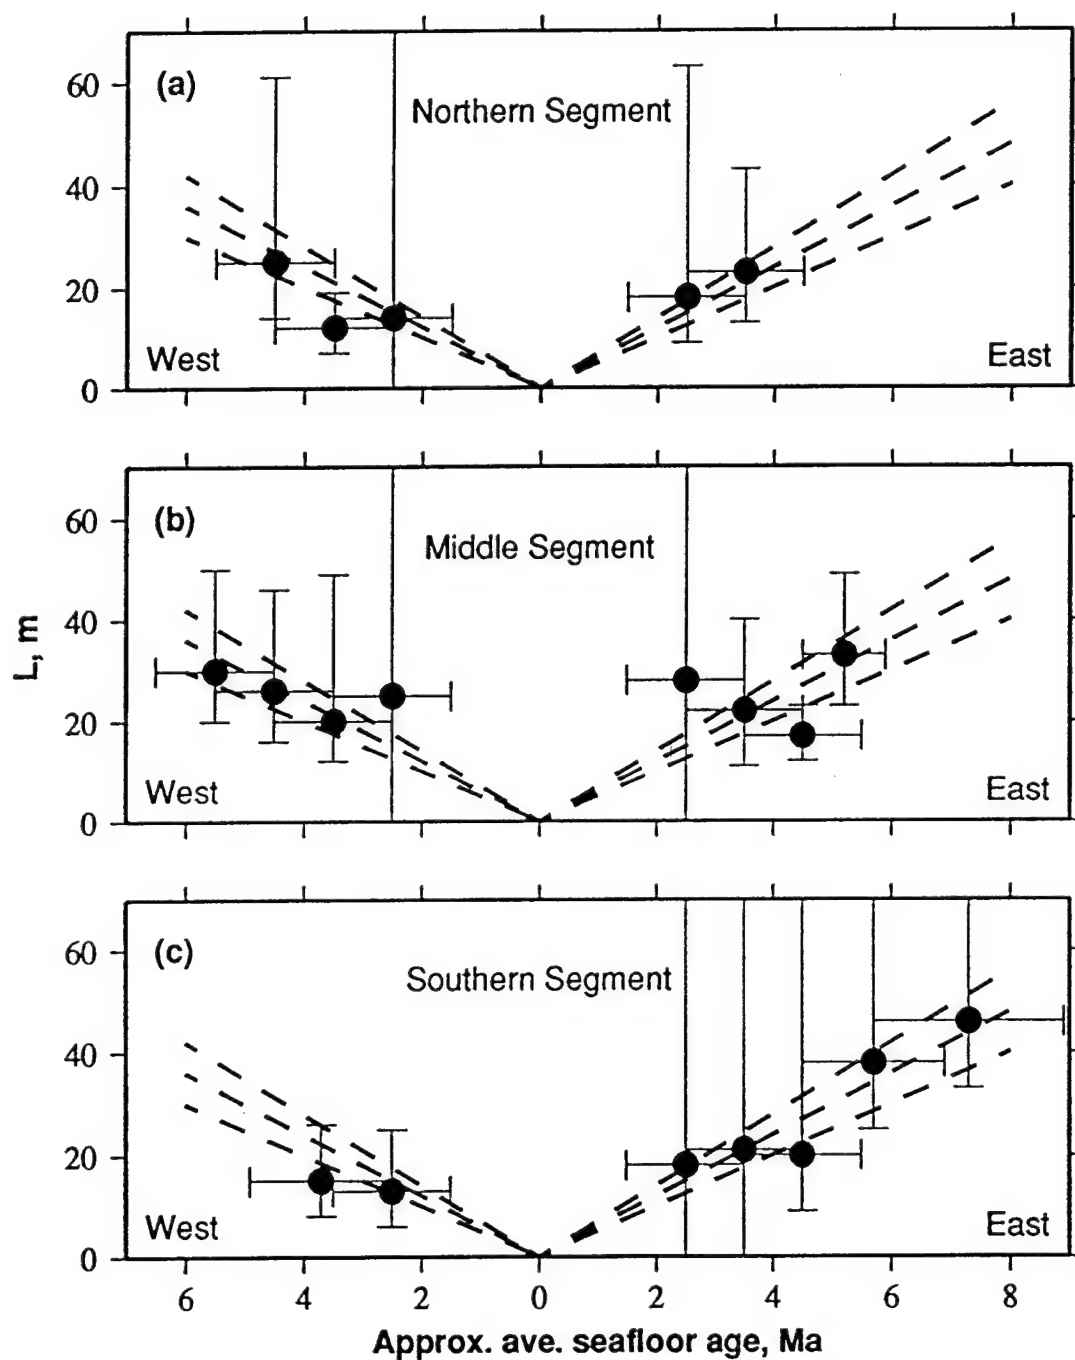 (a)
Northern Segment
60
40
20
0
West
East
(b)
Middle Segment
60
40
20
0
West
East
L, m
(c)
Southern Segment
60
40
20
0
West
East
6 4 2 0 2 4 6 8
Approx. ave. seafloor age, Ma